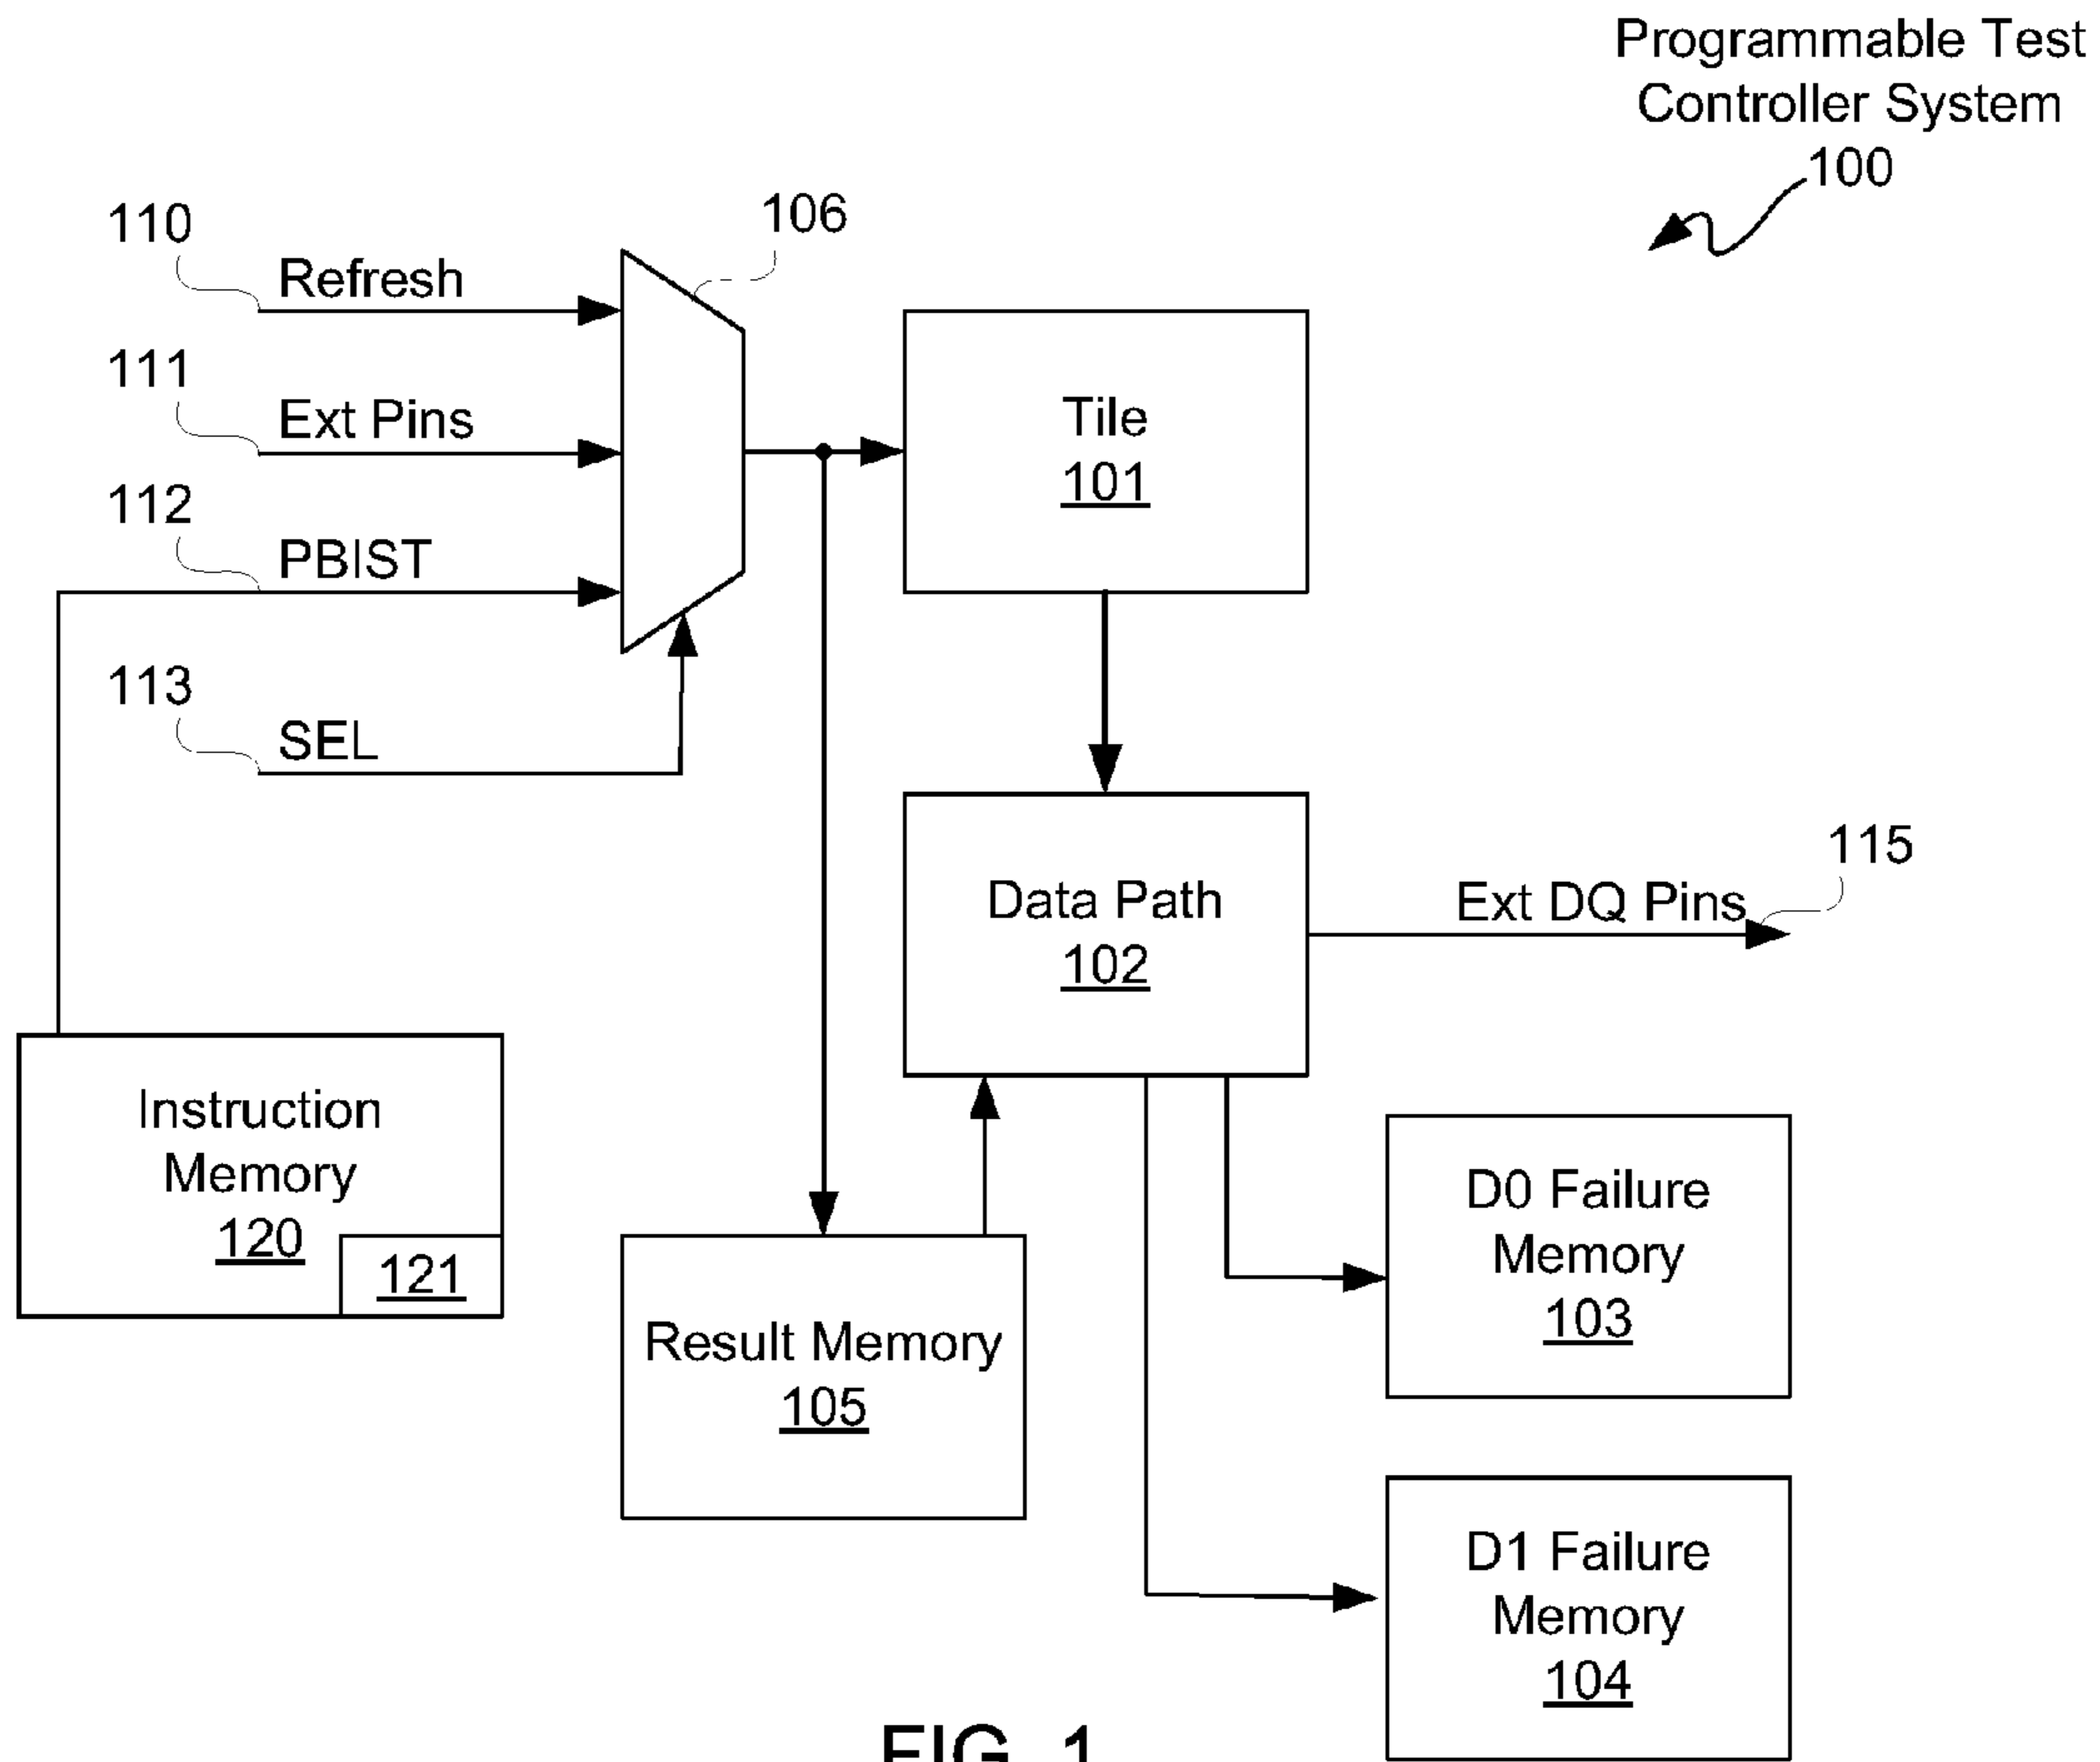 Programmable Test
Controller System
100
106
110
Refresh
111
Ext Pins
112
PBIST
113
SEL
Tile
101
Data Path
102
115
Ext DQ Pins
Instruction
Memory
120
121
Result Memory
105
D0 Failure
Memory
103
D1 Failure
Memory
104
FIG. 1